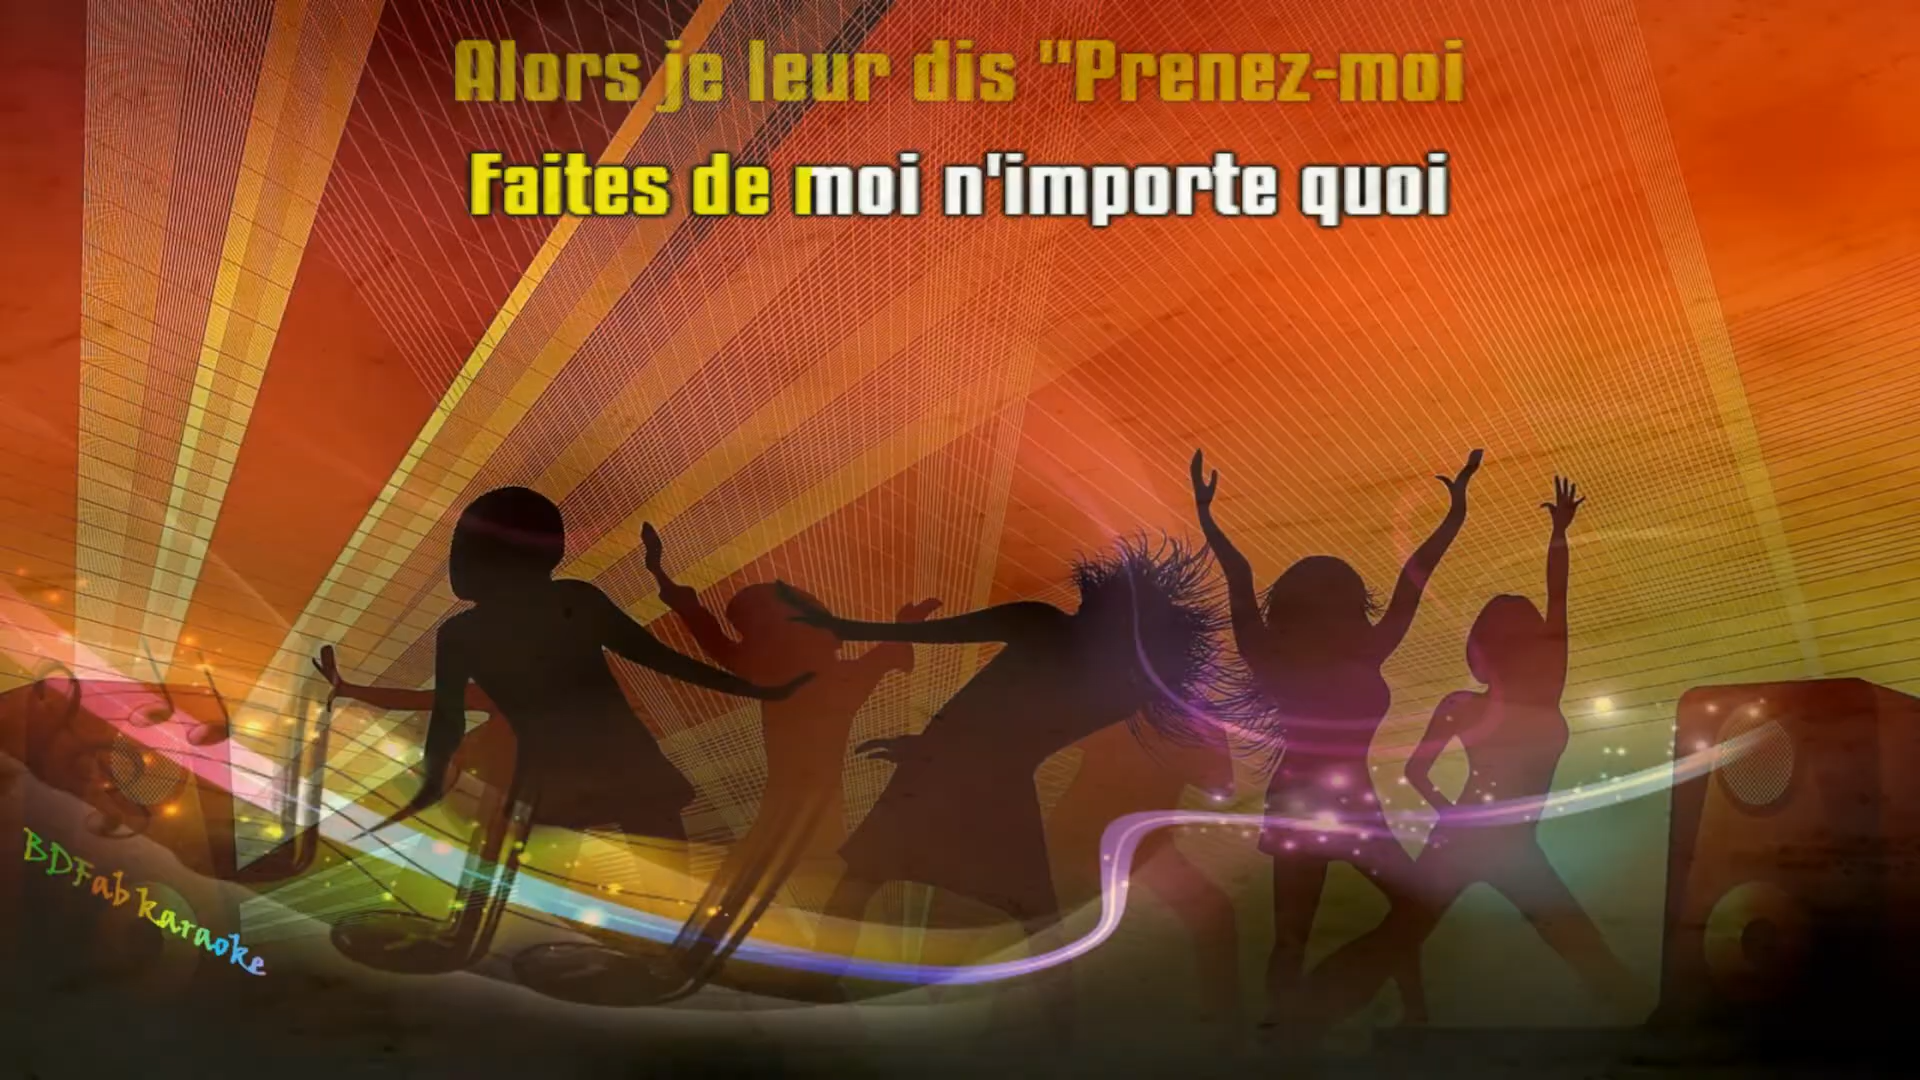 Alors je leur dis "Prenez-moi
Faites de moi n'importe quoi
BDFab karaoke